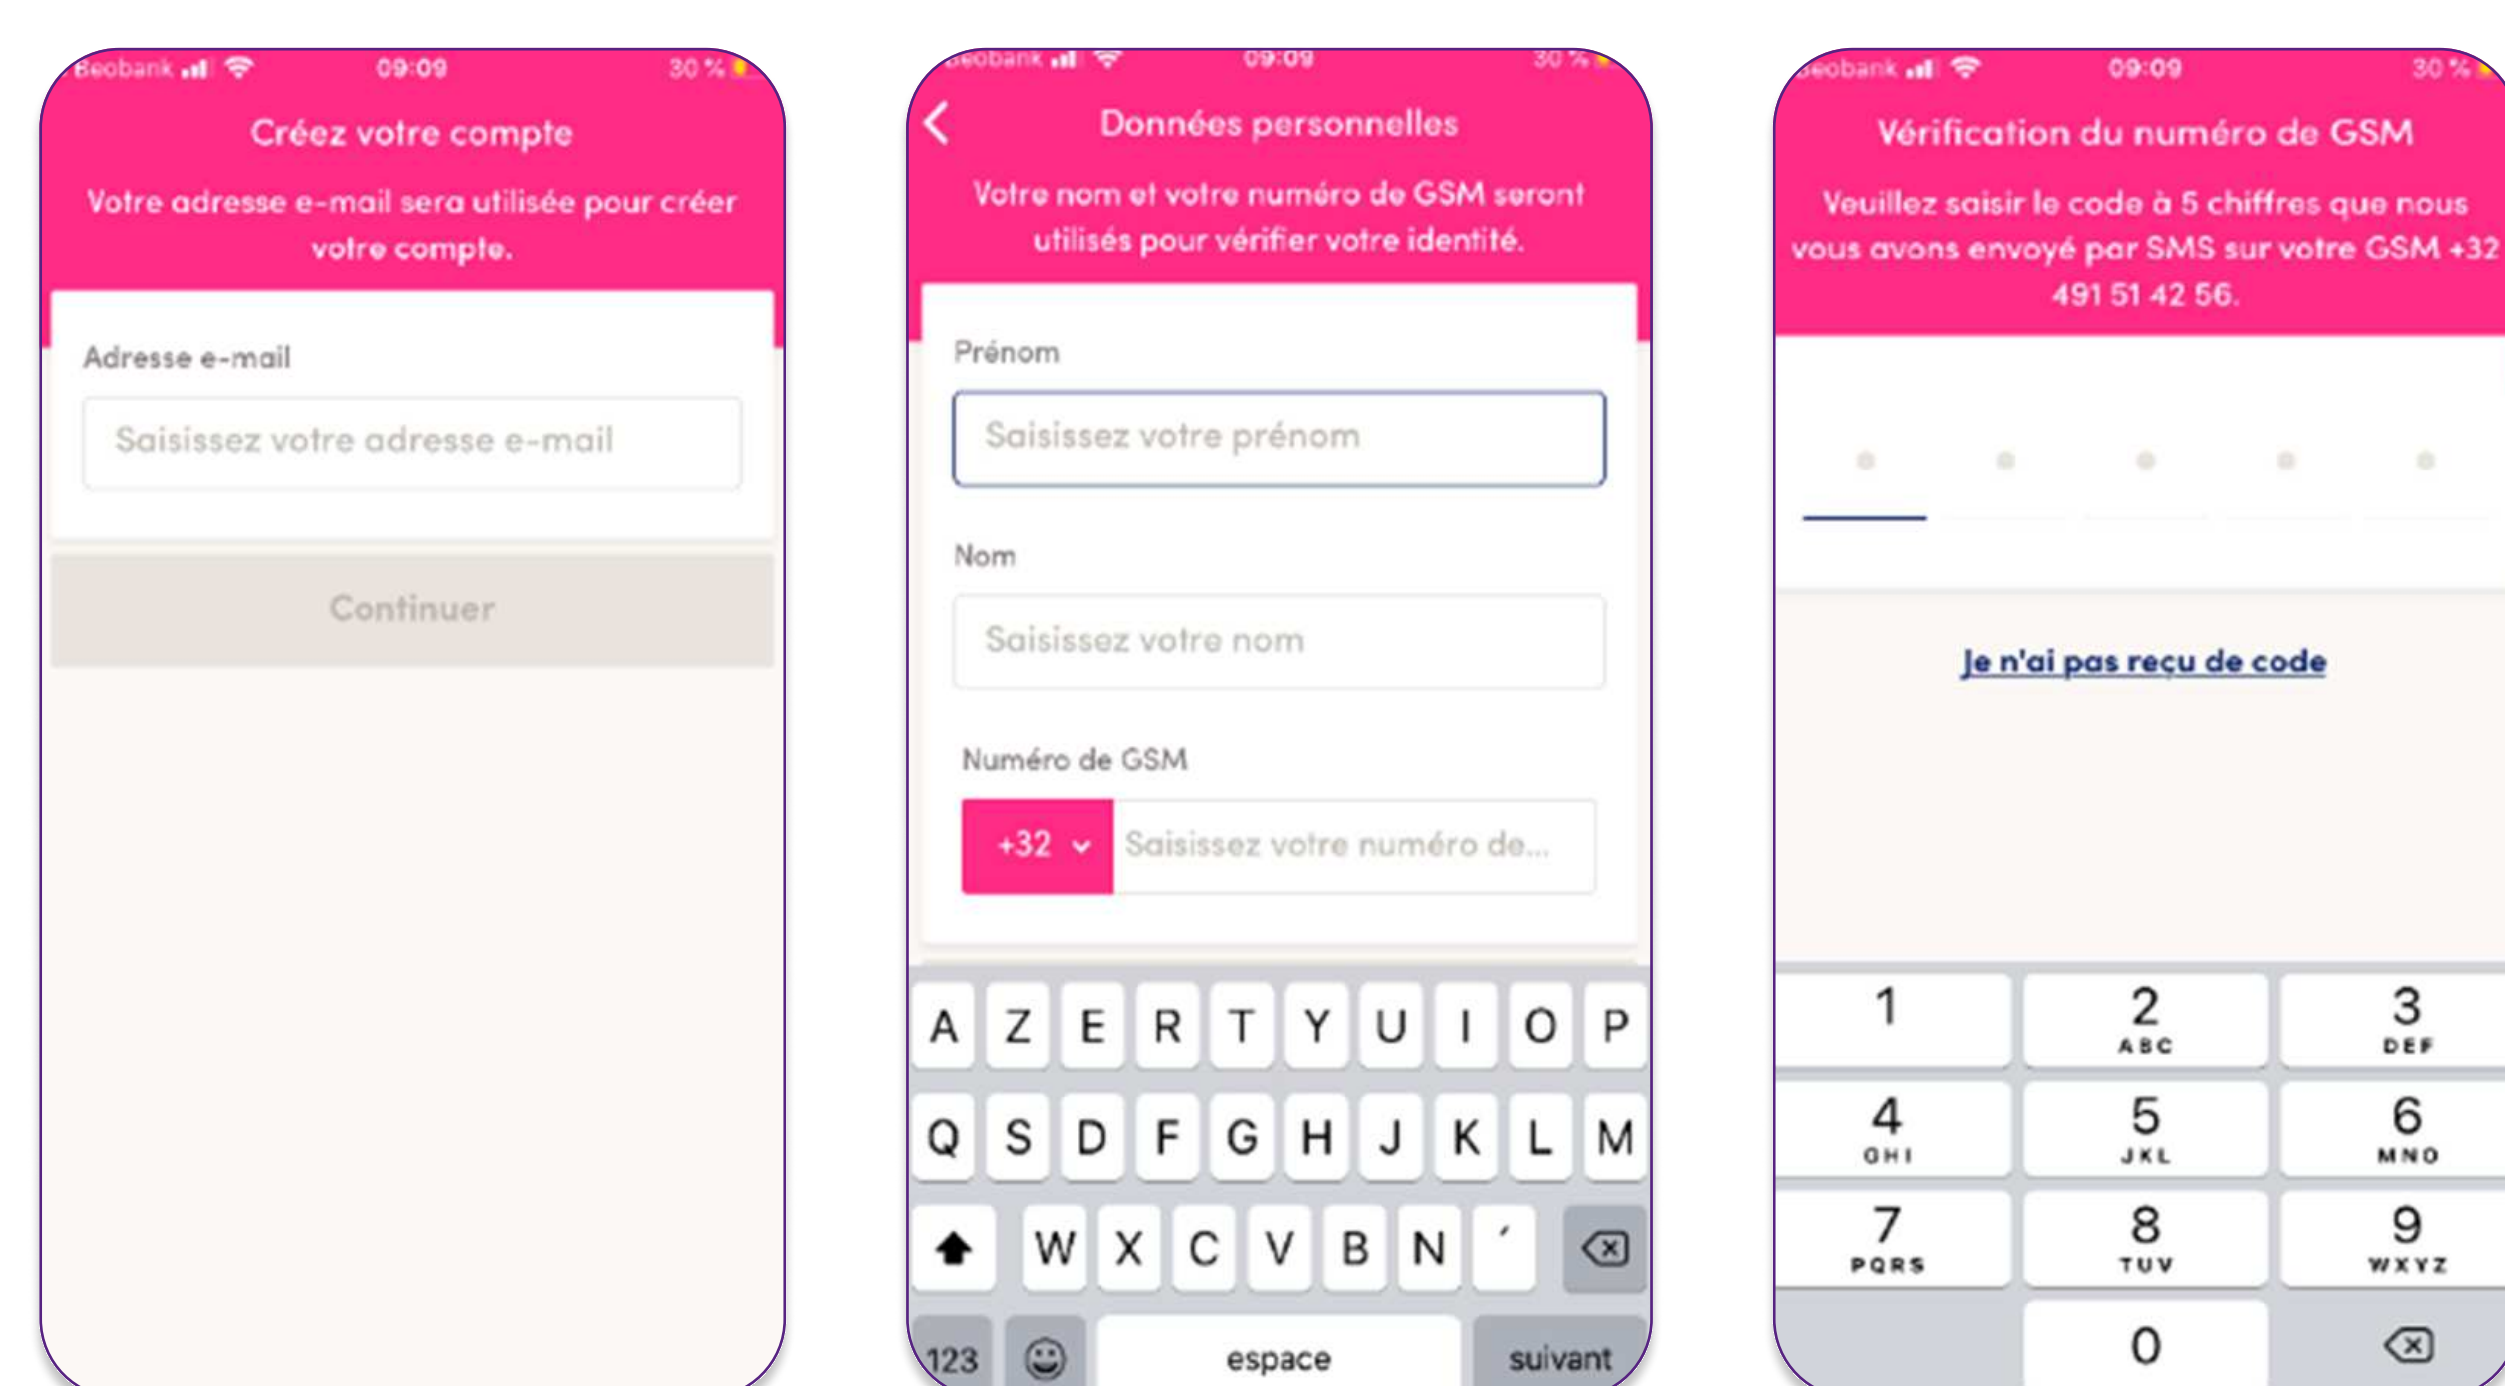 Beobank 09:09 30 %
Créez votre compte
Votre adresse e-mail sera utilisée pour créer
votre compte.
Adresse e-mail
Saisissez votre adresse e-mail
Continuer
Beobank 09:09 30 %
Données personnelles
Votre nom et votre numéro de GSM seront
utilisés pour vérifier votre identité.
Prénom
Saisissez votre prénom
Nom
Saisissez votre nom
Numéro de GSM
+32 Saisissez votre numéro de...
A Z E R T Y U I O P
Q S D F G H J K L M
W X C V B N ´
123 espace suivant
Beobank 09:09 30 %
Vérification du numéro de GSM
Veuillez saisir le code à 5 chiffres que nous
vous avons envoyé par SMS sur votre GSM +32
491 51 42 56.
Je n'ai pas reçu de code
1 2 3
ABC DEF
4 5 6
GHI JKL MNO
7 8 9
PQRS TUV WXYZ
0